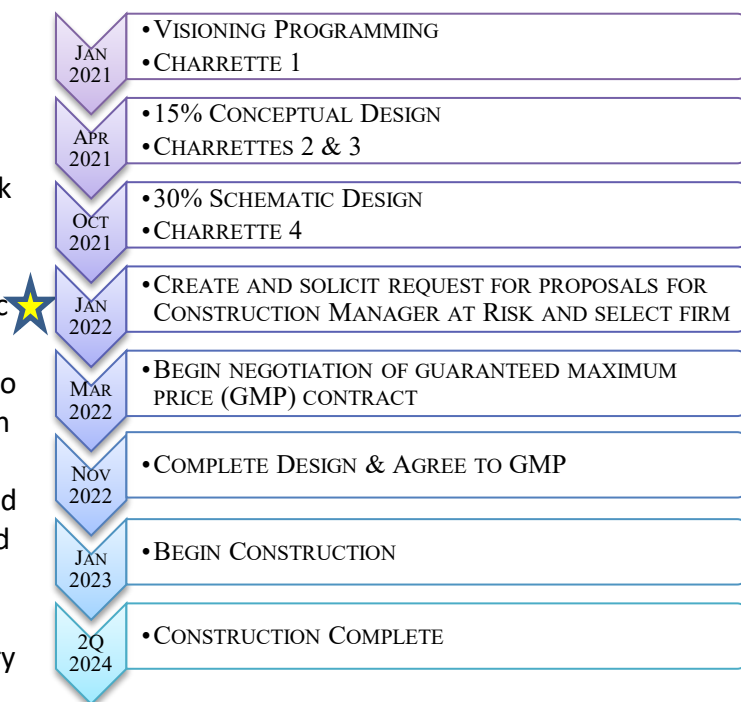 JAN
2021
•VISIONING PROGRAMMING
•CHARRETTE 1
APR
2021
•15% CONCEPTUAL DESIGN
•CHARRETTES 2 & 3
OCT
2021
•30% SCHEMATIC DESIGN
•CHARRETTE 4
JAN
2022
•CREATE AND SOLICIT REQUEST FOR PROPOSALS FOR
CONSTRUCTION MANAGER AT RISK AND SELECT FIRM
MAR
2022
•BEGIN NEGOTIATION OF GUARANTEED MAXIMUM
PRICE (GMP) CONTRACT
NOV
2022
•COMPLETE DESIGN & AGREE TO GMP
JAN
2023
•BEGIN CONSTRUCTION
2Q
2024
•CONSTRUCTION COMPLETE